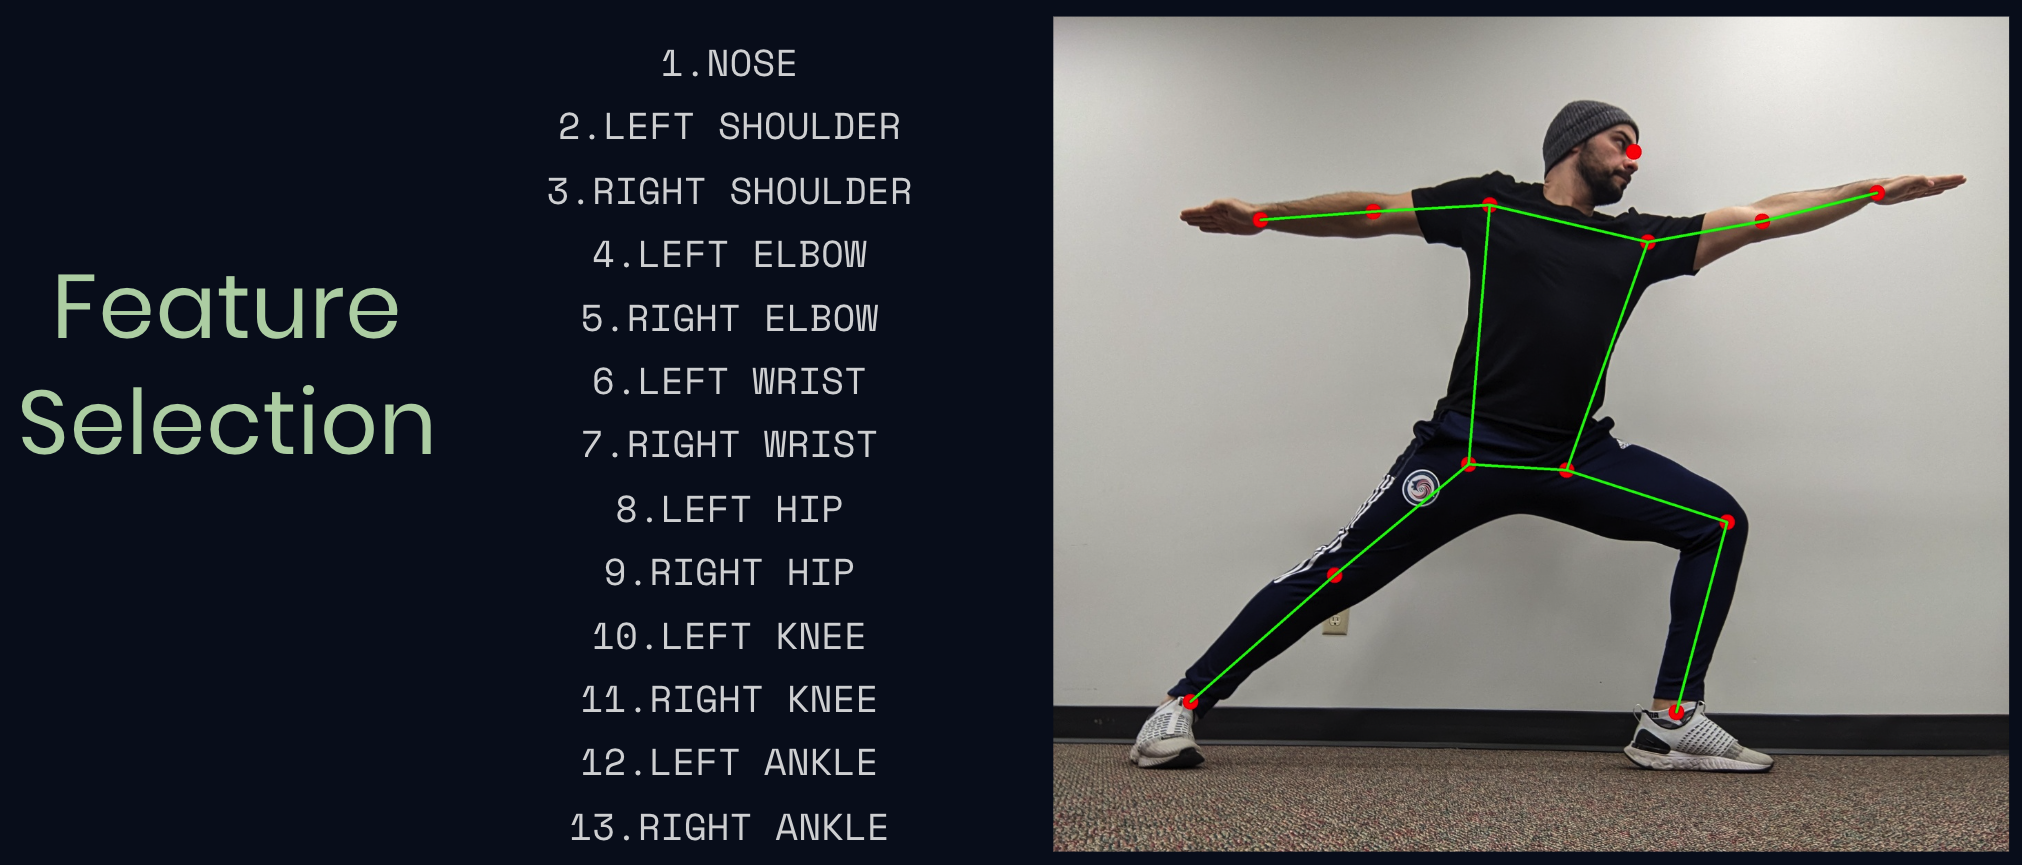 Feature
Selection
1.NOSE
2.LEFT SHOULDER
3.RIGHT SHOULDER
4.LEFT ELBOW
5.RIGHT ELBOW
6.LEFT WRIST
7.RIGHT WRIST
8.LEFT HIP
9.RIGHT HIP
10.LEFT KNEE
11.RIGHT KNEE
12.LEFT ANKLE
13.RIGHT ANKLE